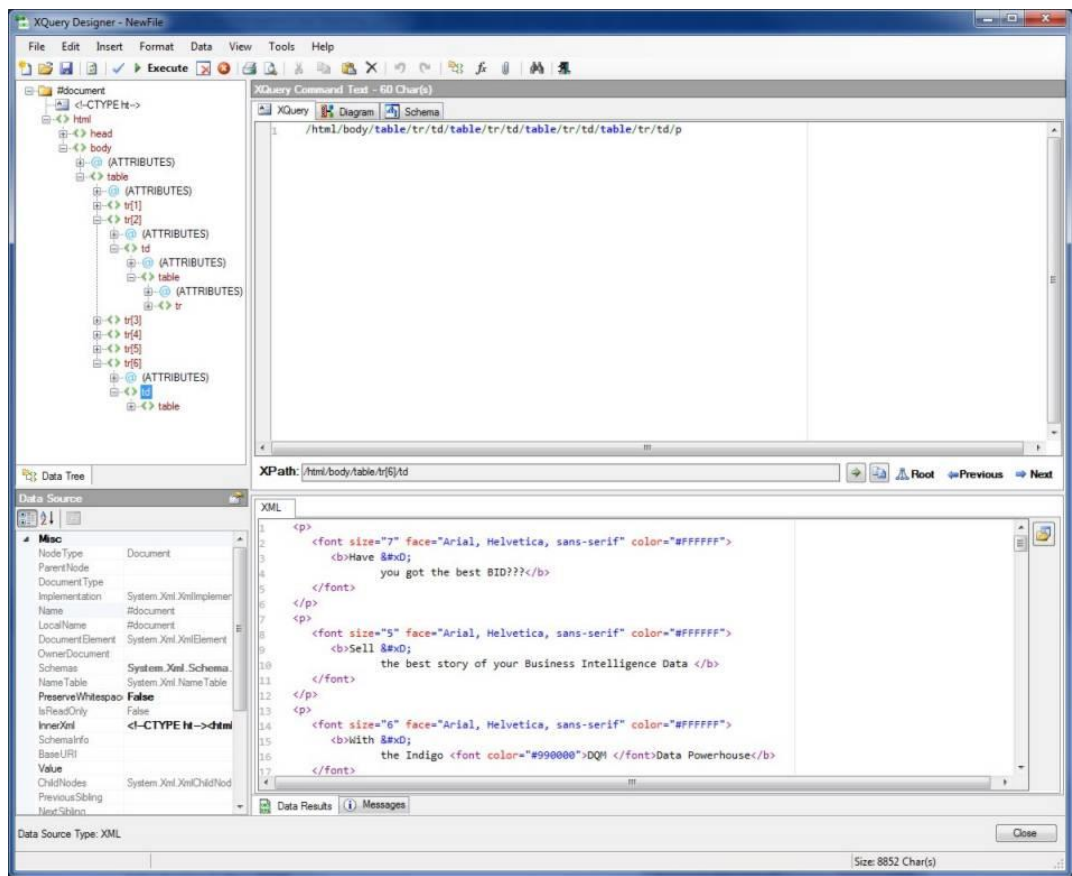 XQuery Designer - NewFile
File Edit Insert Format Data View Tools Help
Execute
#document
<!-CTYPE ht-->
html
head
body
(ATTRIBUTES)
table
(ATTRIBUTES)
tr[1]
tr[2]
(ATTRIBUTES)
td
(ATTRIBUTES)
table
(ATTRIBUTES)
tr
tr[3]
tr[4]
tr[5]
tr[6]
(ATTRIBUTES)
td
table
Data Tree
XQuery Command Text - 60 Char(s)
XQuery Diagram Schema
1 /html/body/table/tr/td/table/tr/td/table/tr/td/table/tr/td/p
XPath: /html/body/table/tr[6]/td
Root Previous Next
Data Source
Misc
NodeType Document
ParentNode
DocumentType
Implementation System.Xml.XmlImplemer
Name #document
LocalName #document
DocumentElement System.Xml.XmlElement
OwnerDocument
Schemas System.Xml.Schema.
NameTable System.Xml.NameTable
PreserveWhitespac False
IsReadOnly False
InnerXml <!-CTYPE ht--><html
SchemaInfo
BaseURI
Value
ChildNodes System.Xml.XmlChildNod
PreviousSibling
NextSibling
XML
1 <p>
2 <font size="7" face="Arial, Helvetica, sans-serif" color="#FFFFFF">
3 <b>Have &#xD;
4 you got the best BID???</b>
5 </font>
6 </p>
7 <p>
8 <font size="5" face="Arial, Helvetica, sans-serif" color="#FFFFFF">
9 <b>Sell &#xD;
10 the best story of your Business Intelligence Data </b>
11 </font>
12 </p>
13 <p>
14 <font size="6" face="Arial, Helvetica, sans-serif" color="#FFFFFF">
15 <b>With &#xD;
16 the Indigo <font color="#990000">DQM </font>Data Powerhouse</b>
17 </font>
Data Results Messages
Data Source Type: XML
Close
Size: 8852 Char(s)